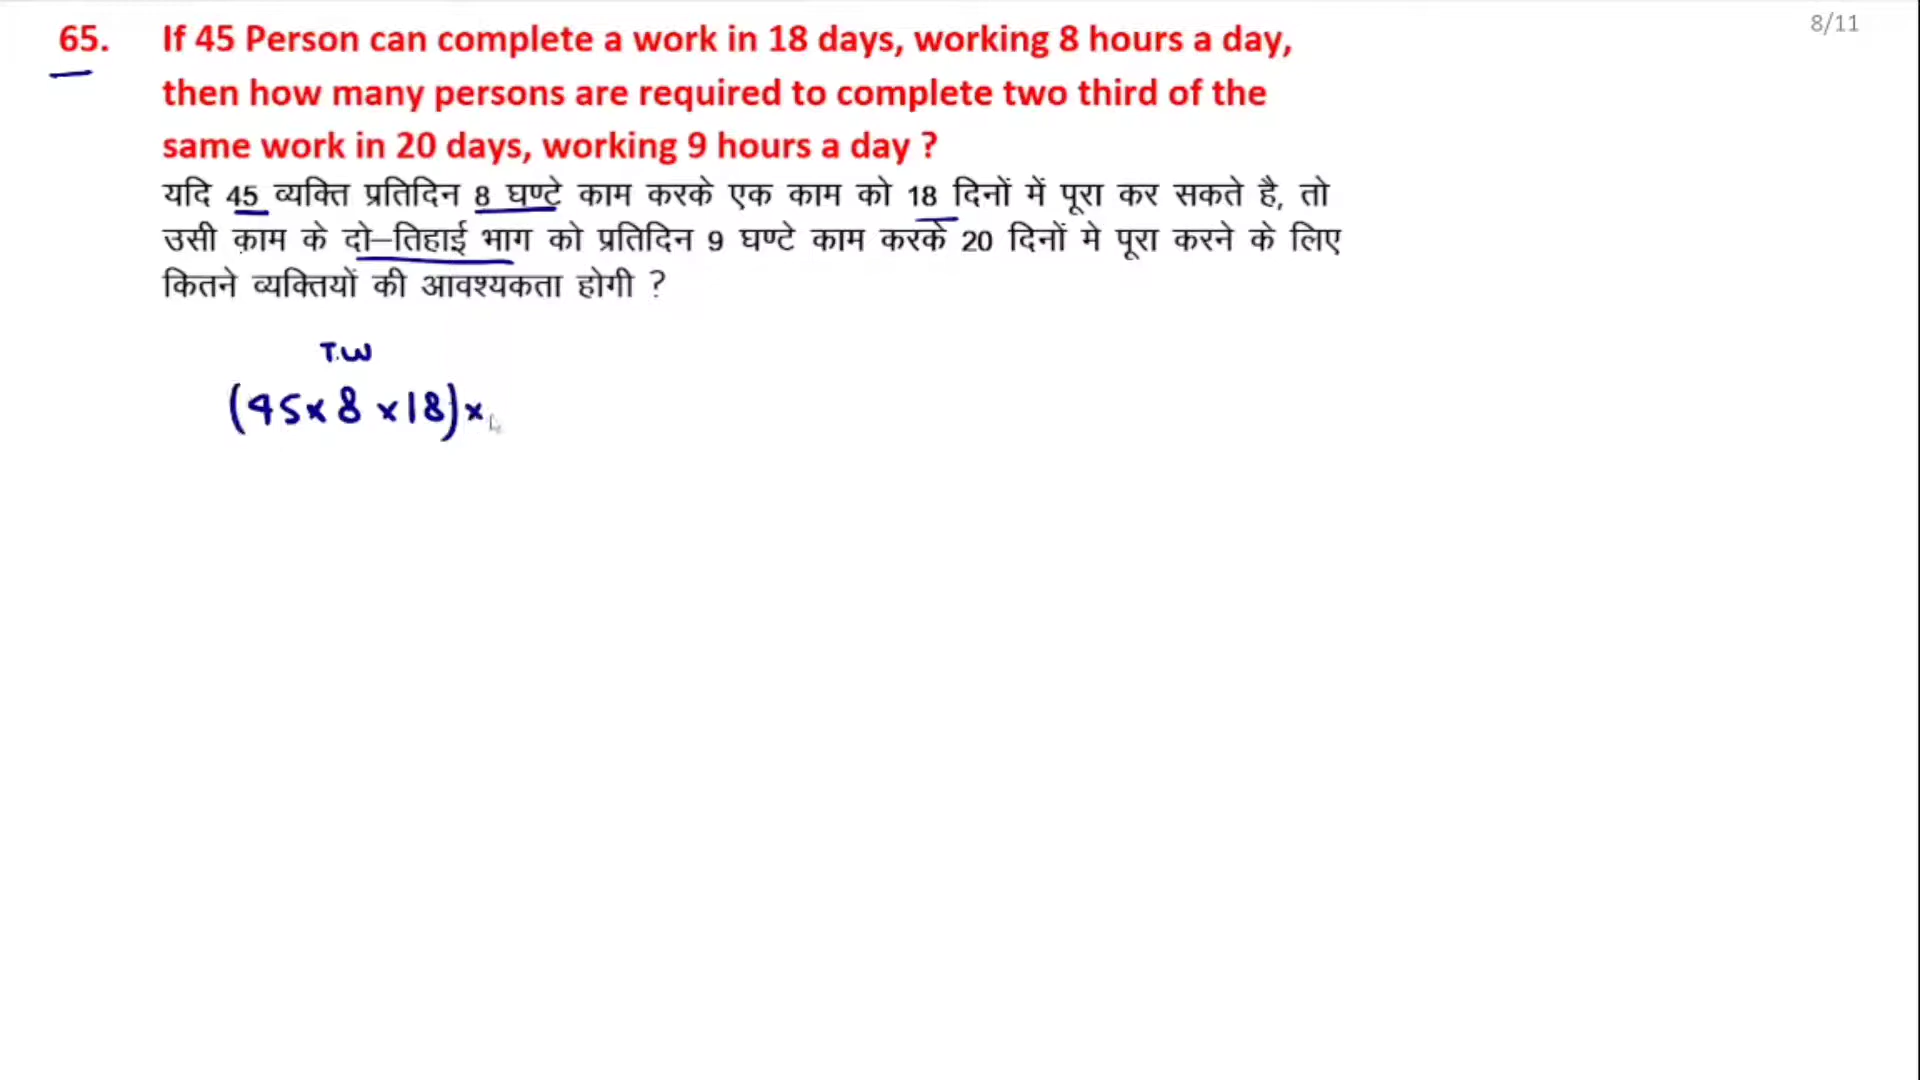 8/11
65. If 45 Person can complete a work in 18 days, working 8 hours a day,
then how many persons are required to complete two third of the
same work in 20 days, working 9 hours a day ?
यदि 45 व्यक्ति प्रतिदिन 8 घण्टे काम करके एक काम को 18 दिनों में पूरा कर सकते है, तो
उसी काम के दो–तिहाई भाग को प्रतिदिन 9 घण्टे काम करके 20 दिनों मे पूरा करने के लिए
कितने व्यक्तियों की आवश्यकता होगी ?
T.W
(45×8×18)×